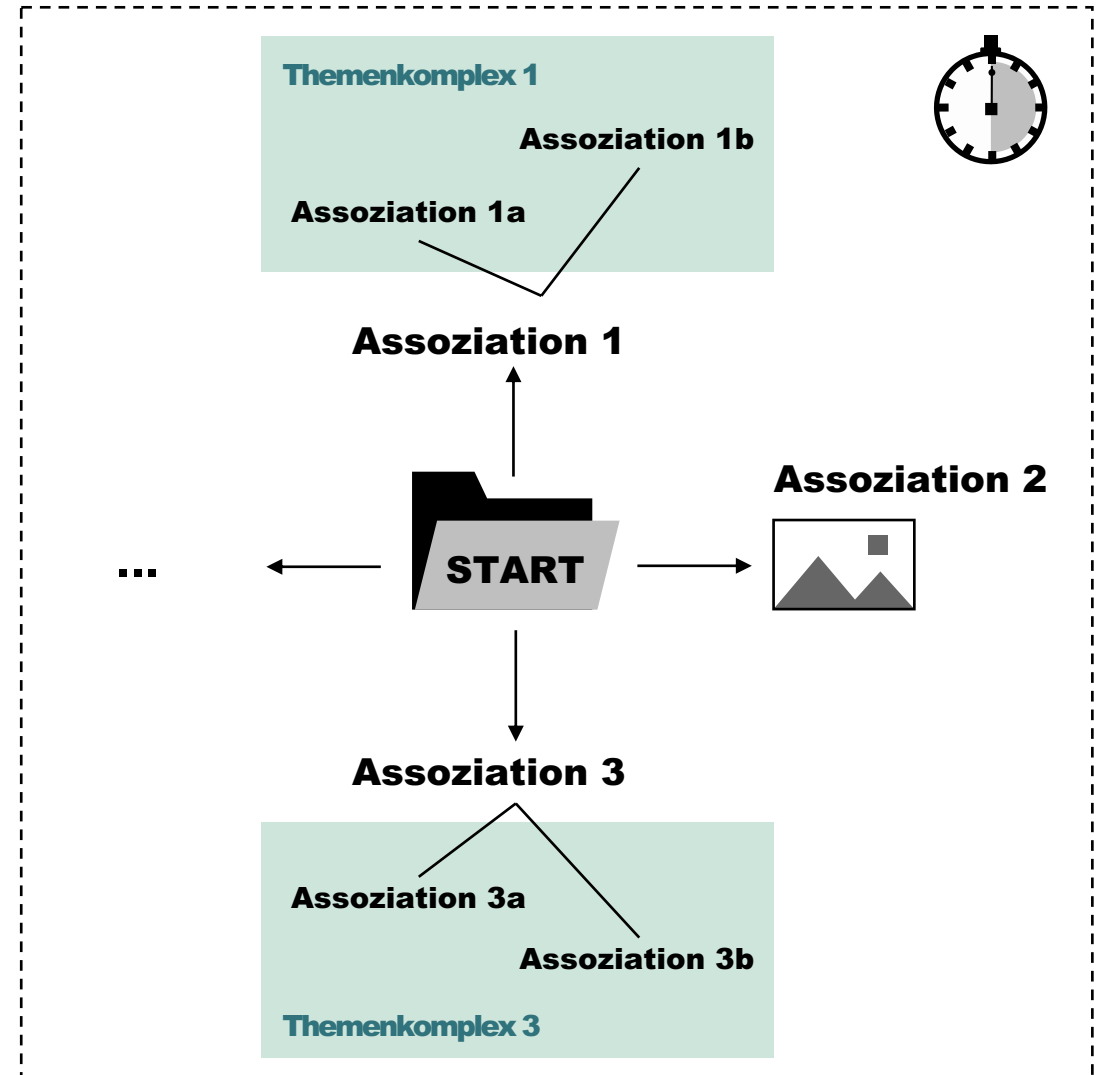 Themenkomplex 1
Assoziation 1b
Assoziation 1a
Assoziation 1
Assoziation 2
START
...
Assoziation 3
Assoziation 3a
Assoziation 3b
Themenkomplex 3